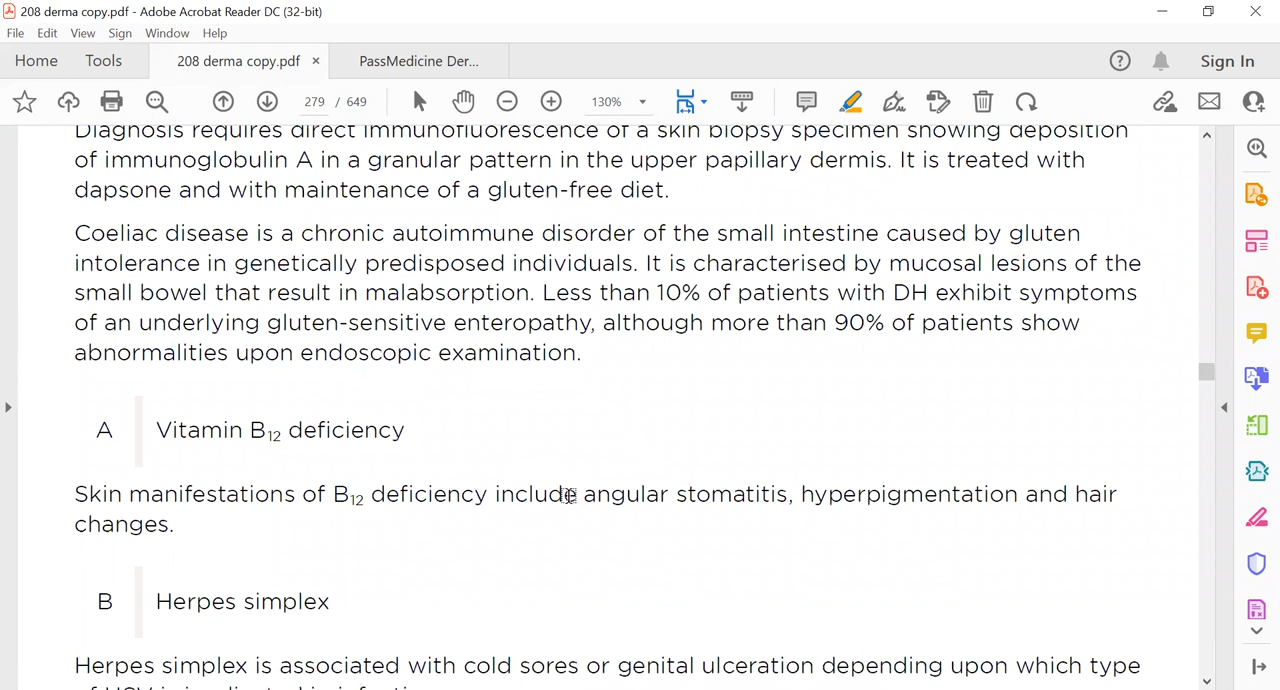 208 derma copy.pdf - Adobe Acrobat Reader DC (32-bit)
File Edit View Sign Window Help
Home Tools 208 derma copy.pdf × PassMedicine Der... Sign In
279 / 649 130%
Diagnosis requires direct immunofluorescence of a skin biopsy specimen showing deposition
of immunoglobulin A in a granular pattern in the upper papillary dermis. It is treated with
dapsone and with maintenance of a gluten-free diet.
Coeliac disease is a chronic autoimmune disorder of the small intestine caused by gluten
intolerance in genetically predisposed individuals. It is characterised by mucosal lesions of the
small bowel that result in malabsorption. Less than 10% of patients with DH exhibit symptoms
of an underlying gluten-sensitive enteropathy, although more than 90% of patients show
abnormalities upon endoscopic examination.
A Vitamin B12 deficiency
Skin manifestations of B12 deficiency include angular stomatitis, hyperpigmentation and hair
changes.
B Herpes simplex
Herpes simplex is associated with cold sores or genital ulceration depending upon which type